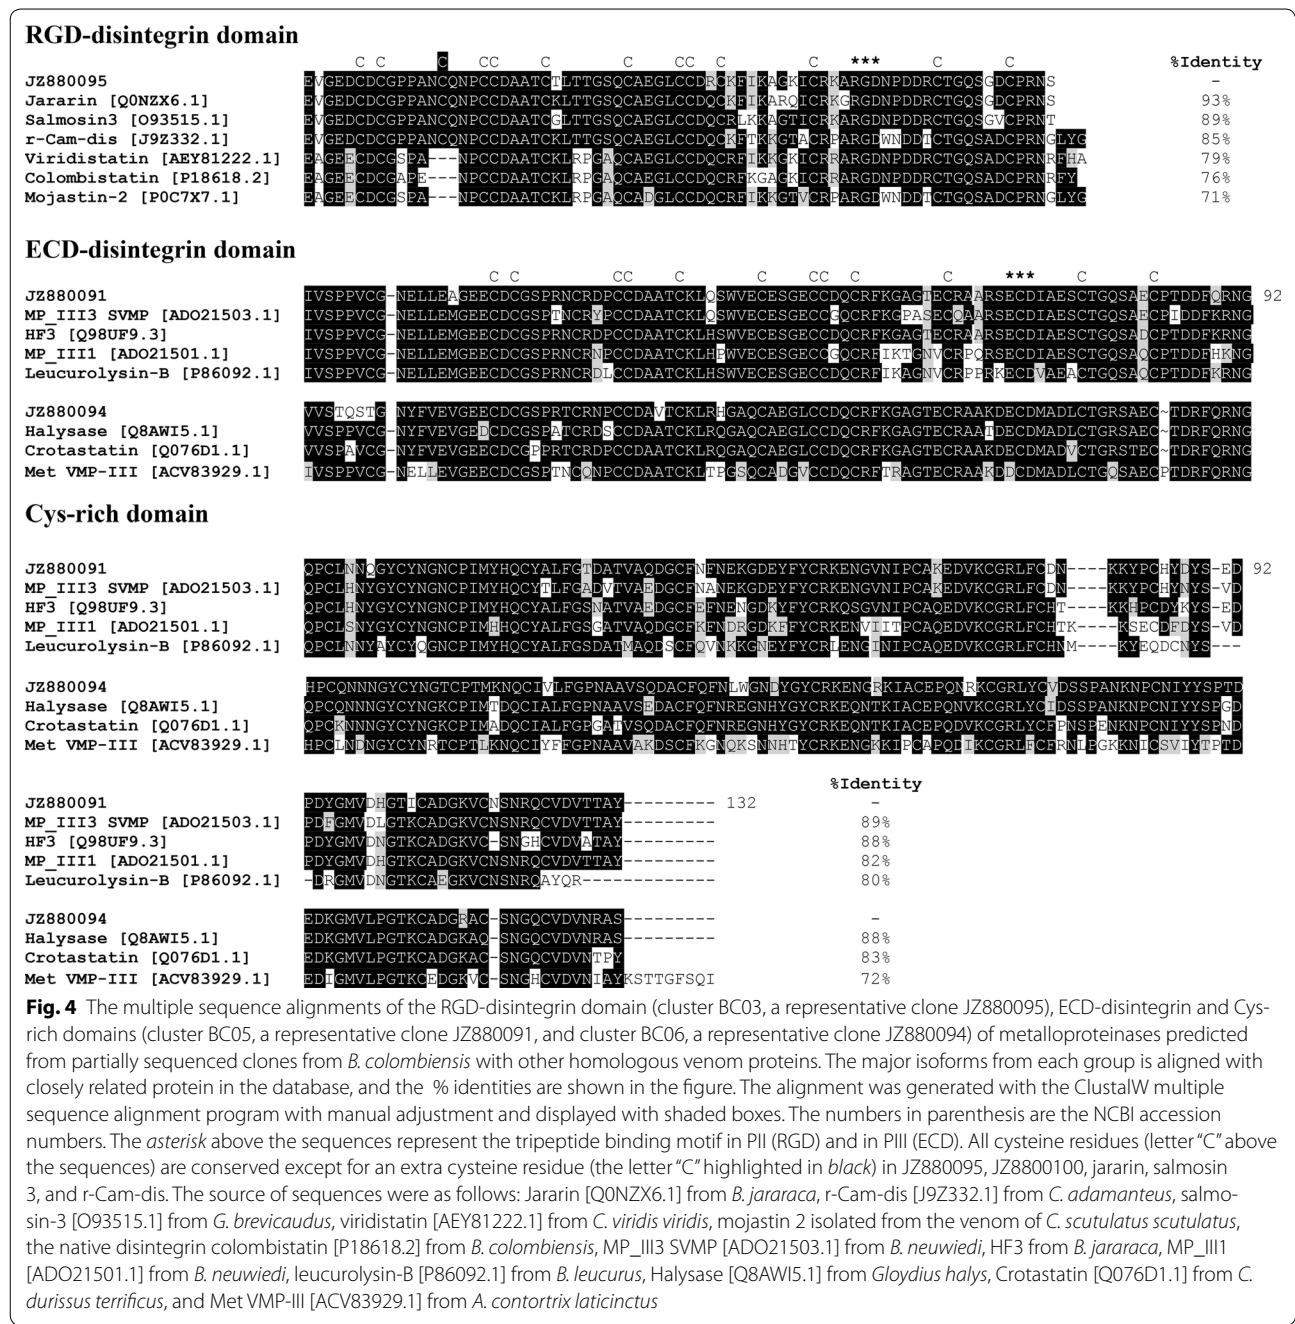 RGD-disintegrin domain
C C C CC C C CC C C *** C C %Identity
JZ880095 EVGEDCDCGPPANCQNPCCDAATCTLTTGSQCAEGLCCDRCKFIKAGKICRKARGDNPDDRCTGQSGDCPRNS -
Jararin [Q0NZX6.1] EVGEDCDCGPPANCQNPCCDAATCKLTTGSQCAEGLCCDQCKFIKARQICRKGRGDNPDDRCTGQSGDCPRNS 93%
Salmosin3 [O93515.1] EVGEDCDCGPPANCQNPCCDAATCGLTTGSQCAEGLCCDQCRLKKAGTICRKARGDNPDDRCTGQSGVCPRNT 89%
r-Cam-dis [J9Z332.1] EVGEDCDCGPPANCQNPCCDAATCKLTTGSQCAEGLCCDQCKFTKKGTACRPARGDWNDDTCTGQSADCPRNGLYG 85%
Viridistatin [AEY81222.1] EAGEECDCGSPA---NPCCDAATCKLRPGAQCAEGLCCDQCRFIKKGKICRRARGDNPDDRCTGQSADCPRNRFHA 79%
Colombistatin [P18618.2] EAGEECDCGAPE---NPCCDAATCKLRPGAQCAEGLCCDQCRFKGAGKICRRARGDNPDDRCTGQSADCPRNRFY 76%
Mojastin-2 [P0C7X7.1] EAGEECDCGSPA---NPCCDAATCKLRPGAQCADGLCCDQCRFIKKGTVCRPARGDWNDDTCTGQSADCPRNGLYG 71%
ECD-disintegrin domain
C C CC C C CC C C *** C C
JZ880091 IVSPPVCG-NELLEAGEECDCGSPRNCRDPCCDAATCKLQSWVECESGECCDQCRFKGAGTECRAARSECDIAESCTGQSAECPTDDFQRNG 92
MP_III3 SVMP [ADO21503.1] IVSPPVCG-NELLEMGEECDCGSPTNCRYPCCDAATCKLQSWVECESGECCGQCRFKGPASECQAARSECDIAESCTGQSAECPIDDFKRNG
HF3 [Q98UF9.3] IVSPPVCG-NELLEMGEECDCGSPRNCRDPCCDAATCKLHSWVECESGECCDQCRFKGAGTECRAARSECDIAESCTGQSADCPTDDFKRNG
MP_III1 [ADO21501.1] IVSPPVCG-NELLEMGEECDCGSPRNCRNPCCDAATCKLHPWVECESGECCGQCRFIKTGNVCRPQRSECDIAESCTGQSAQCPTDDFHKNG
Leucurolysin-B [P86092.1] IVSPPVCG-NELLEMGEECDCGSPRNCRDLCCDAATCKLHSWVECESGECCDQCRFIKAGNVCRPPRKECDVAEACTGQSAQCPTDDFKRNG
JZ880094 VVSTQSTG-NYFVEVGEECDCGSPRTCRNPCCDAVTCKLRHGAQCAEGLCCDQCRFKGAGTECRAAKDECDMADLCTGRSAEC~TDRFQRNG
Halysase [Q8AWI5.1] VVSPPVCG-NYFVEVGEDCDCGSPATCRDSCCDAATCKLRQGAQCAEGLCCDQCRFKGAGTECRAATDECDMADLCTGRSAEC~TDRFQRNG
Crotastatin [Q076D1.1] VVSPAVCG-NYFVEVGEECDCGPPRTCRDPCCDAATCKLRQGAQCAEGLCCDQCRFKGAGTECRAAKDECDMADVCTGRSTEC~TDRFQRNG
Met VMP-III [ACV83929.1] IVSPPVCG-NELLEVGEECDCGSPTNCQNPCCDAATCKLTPGSQCADGVCCDQCRFTRAGTECRAAKDDCDMADLCTGQSAECPTDRFQRNG
Cys-rich domain
JZ880091 QPCLNNQGYCYNGNCPIMYHQCYALFGTDATVAQDGCFNFNEKGDEYFYCRKENGVNIPCAKEDVKCGRLFCDN----KKYPCHYDYS-ED 92
MP_III3 SVMP [ADO21503.1] QPCLHNYGYCYNGNCPIMYHQCYTLFGADVTVAEDGCFNANEKGDEYFYCRKENGVNIPCAKEDVKCGRLFCDN----KKYPCHYNYS-VD
HF3 [Q98UF9.3] QPCLHNYGYCYNGNCPIMYHQCYALFGSNATVAEDGCFEFNENGDKYFYCRKQSGVNIPCAQEDVKCGRLFCHT----KKHPCDYKYS-ED
MP_III1 [ADO21501.1] QPCLSNYGYCYNGNCPIMHHQCYALFGSGATVAQDGCFKFNDRGDKFFYCRKENVIITPCAQEDVKCGRLFCHTK----KSECDFDYS-VD
Leucurolysin-B [P86092.1] QPCLNNYAYCYQGNCPIMYHQCYALFGSDATMAQDSCFQVNKKGNEYFYCRLENGINIPCAQEDVKCGRLFCHNM----KYEQDCNYS---
JZ880094 HPCQNNNGYCYNGTCPTMKNQCIVLFGPNAAVSQDACFQFNLWGNDYGYCRKENGRKIACEPQNRKCGRLYCVDSSPANKNPCNIYYSPTD
Halysase [Q8AWI5.1] QPCQNNNGYCYNGKCPIMTDQCIALFGPNAAVSEDACFQFNREGNHYGYCRKEQNTKIACEPQNVKCGRLYCIDSSPANKNPCNIYYSPGD
Crotastatin [Q076D1.1] QPCKNNNGYCYNGKCPIMADQCIALFGPGATVSQDACFQFNREGNHYGYCRKEQNTKIACEPQDVKCGRLYCFPNSPENKNPCNIYYSPND
Met VMP-III [ACV83929.1] HPCLNDNGYCYNRTCPTLKNQCIYFFGPNAAVAKDSCFKGNQKSNNHTYCRKENGKKIPCAPQDIKCGRLFCFRNLPGKKNICSVIYTPTD
%Identity
JZ880091 PDYGMVDHGTICADGKVCNSNRQCVDVTTAY--------- 132 -
MP_III3 SVMP [ADO21503.1] PDFGMVDLGTKCADGKVCNSNRQCVDVTTAY--------- 89%
HF3 [Q98UF9.3] PDYGMVDNGTKCADGKVC-SNGHCVDVATAY--------- 88%
MP_III1 [ADO21501.1] PDYGMVDHGTKCADGKVCNSNRQCVDVTTAY--------- 82%
Leucurolysin-B [P86092.1] -DRGMVDNGTKCAEGKVCNSNRQAYQR------------- 80%
JZ880094 EDKGMVLPGTKCADGRAC-SNGQCVDVNRAS--------- -
Halysase [Q8AWI5.1] EDKGMVLPGTKCADGKAQ-SNGQCVDVNRAS--------- 88%
Crotastatin [Q076D1.1] EDKGMVLPGTKCADGKAC-SNGQCVDVNTPY--------- 83%
Met VMP-III [ACV83929.1] EDIGMVLPGTKCEDGKVC-SNGHCVDVNIAYKSTTGFSQI 72%
Fig. 4 The multiple sequence alignments of the RGD-disintegrin domain (cluster BC03, a representative clone JZ880095), ECD-disintegrin and Cys-
rich domains (cluster BC05, a representative clone JZ880091, and cluster BC06, a representative clone JZ880094) of metalloproteinases predicted
from partially sequenced clones from B. colombiensis with other homologous venom proteins. The major isoforms from each group is aligned with
closely related protein in the database, and the % identities are shown in the figure. The alignment was generated with the ClustalW multiple
sequence alignment program with manual adjustment and displayed with shaded boxes. The numbers in parenthesis are the NCBI accession
numbers. The asterisk above the sequences represent the tripeptide binding motif in PII (RGD) and in PIII (ECD). All cysteine residues (letter “C” above
the sequences) are conserved except for an extra cysteine residue (the letter “C” highlighted in black) in JZ880095, JZ8800100, jararin, salmosin
3, and r-Cam-dis. The source of sequences were as follows: Jararin [Q0NZX6.1] from B. jararaca, r-Cam-dis [J9Z332.1] from C. adamanteus, salmo-
sin-3 [O93515.1] from G. brevicaudus, viridistatin [AEY81222.1] from C. viridis viridis, mojastin 2 isolated from the venom of C. scutulatus scutulatus,
the native disintegrin colombistatin [P18618.2] from B. colombiensis, MP_III3 SVMP [ADO21503.1] from B. neuwiedi, HF3 from B. jararaca, MP_III1
[ADO21501.1] from B. neuwiedi, leucurolysin-B [P86092.1] from B. leucurus, Halysase [Q8AWI5.1] from Gloydius halys, Crotastatin [Q076D1.1] from C.
durissus terrificus, and Met VMP-III [ACV83929.1] from A. contortrix laticinctus